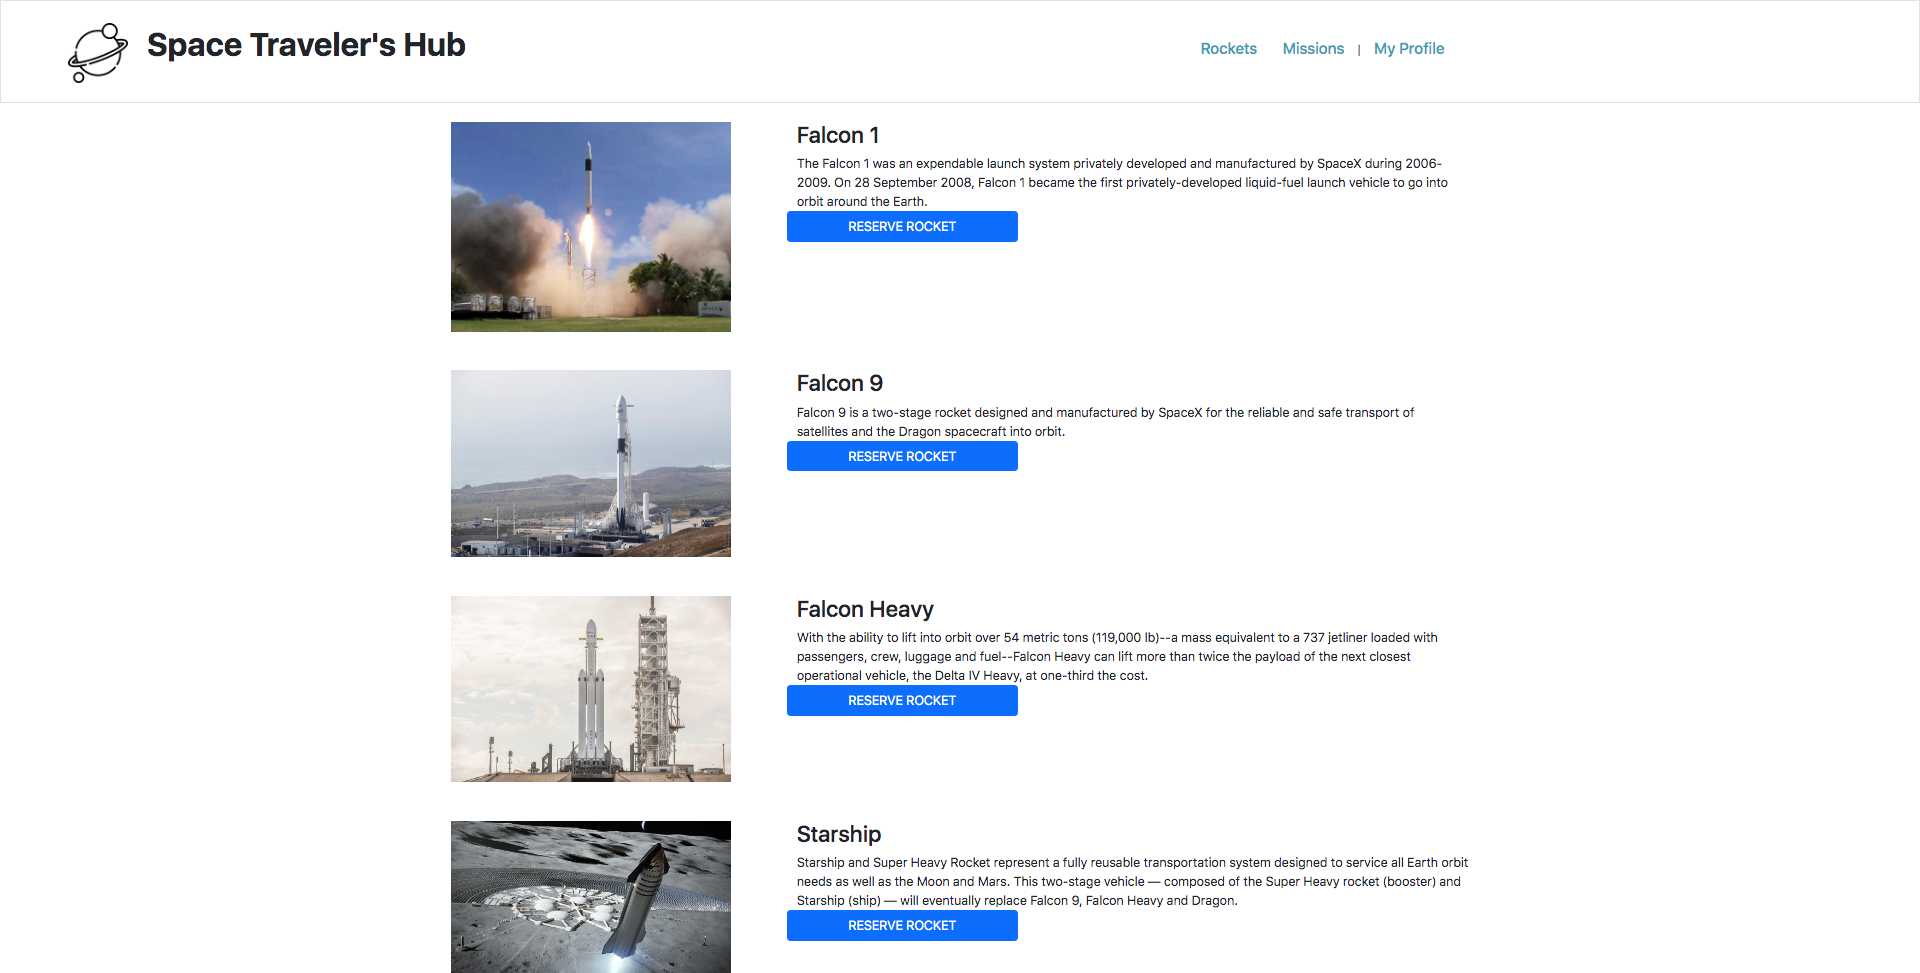 Space Traveler's Hub
Rockets Missions | My Profile
Falcon 1
The Falcon 1 was an expendable launch system privately developed and manufactured by SpaceX during 2006-
2009. On 28 September 2008, Falcon 1 became the first privately-developed liquid-fuel launch vehicle to go into
orbit around the Earth.
RESERVE ROCKET
Falcon 9
Falcon 9 is a two-stage rocket designed and manufactured by SpaceX for the reliable and safe transport of
satellites and the Dragon spacecraft into orbit.
RESERVE ROCKET
Falcon Heavy
With the ability to lift into orbit over 54 metric tons (119,000 lb)--a mass equivalent to a 737 jetliner loaded with
passengers, crew, luggage and fuel--Falcon Heavy can lift more than twice the payload of the next closest
operational vehicle, the Delta IV Heavy, at one-third the cost.
RESERVE ROCKET
Starship
Starship and Super Heavy Rocket represent a fully reusable transportation system designed to service all Earth orbit
needs as well as the Moon and Mars. This two-stage vehicle — composed of the Super Heavy rocket (booster) and
Starship (ship) — will eventually replace Falcon 9, Falcon Heavy and Dragon.
RESERVE ROCKET